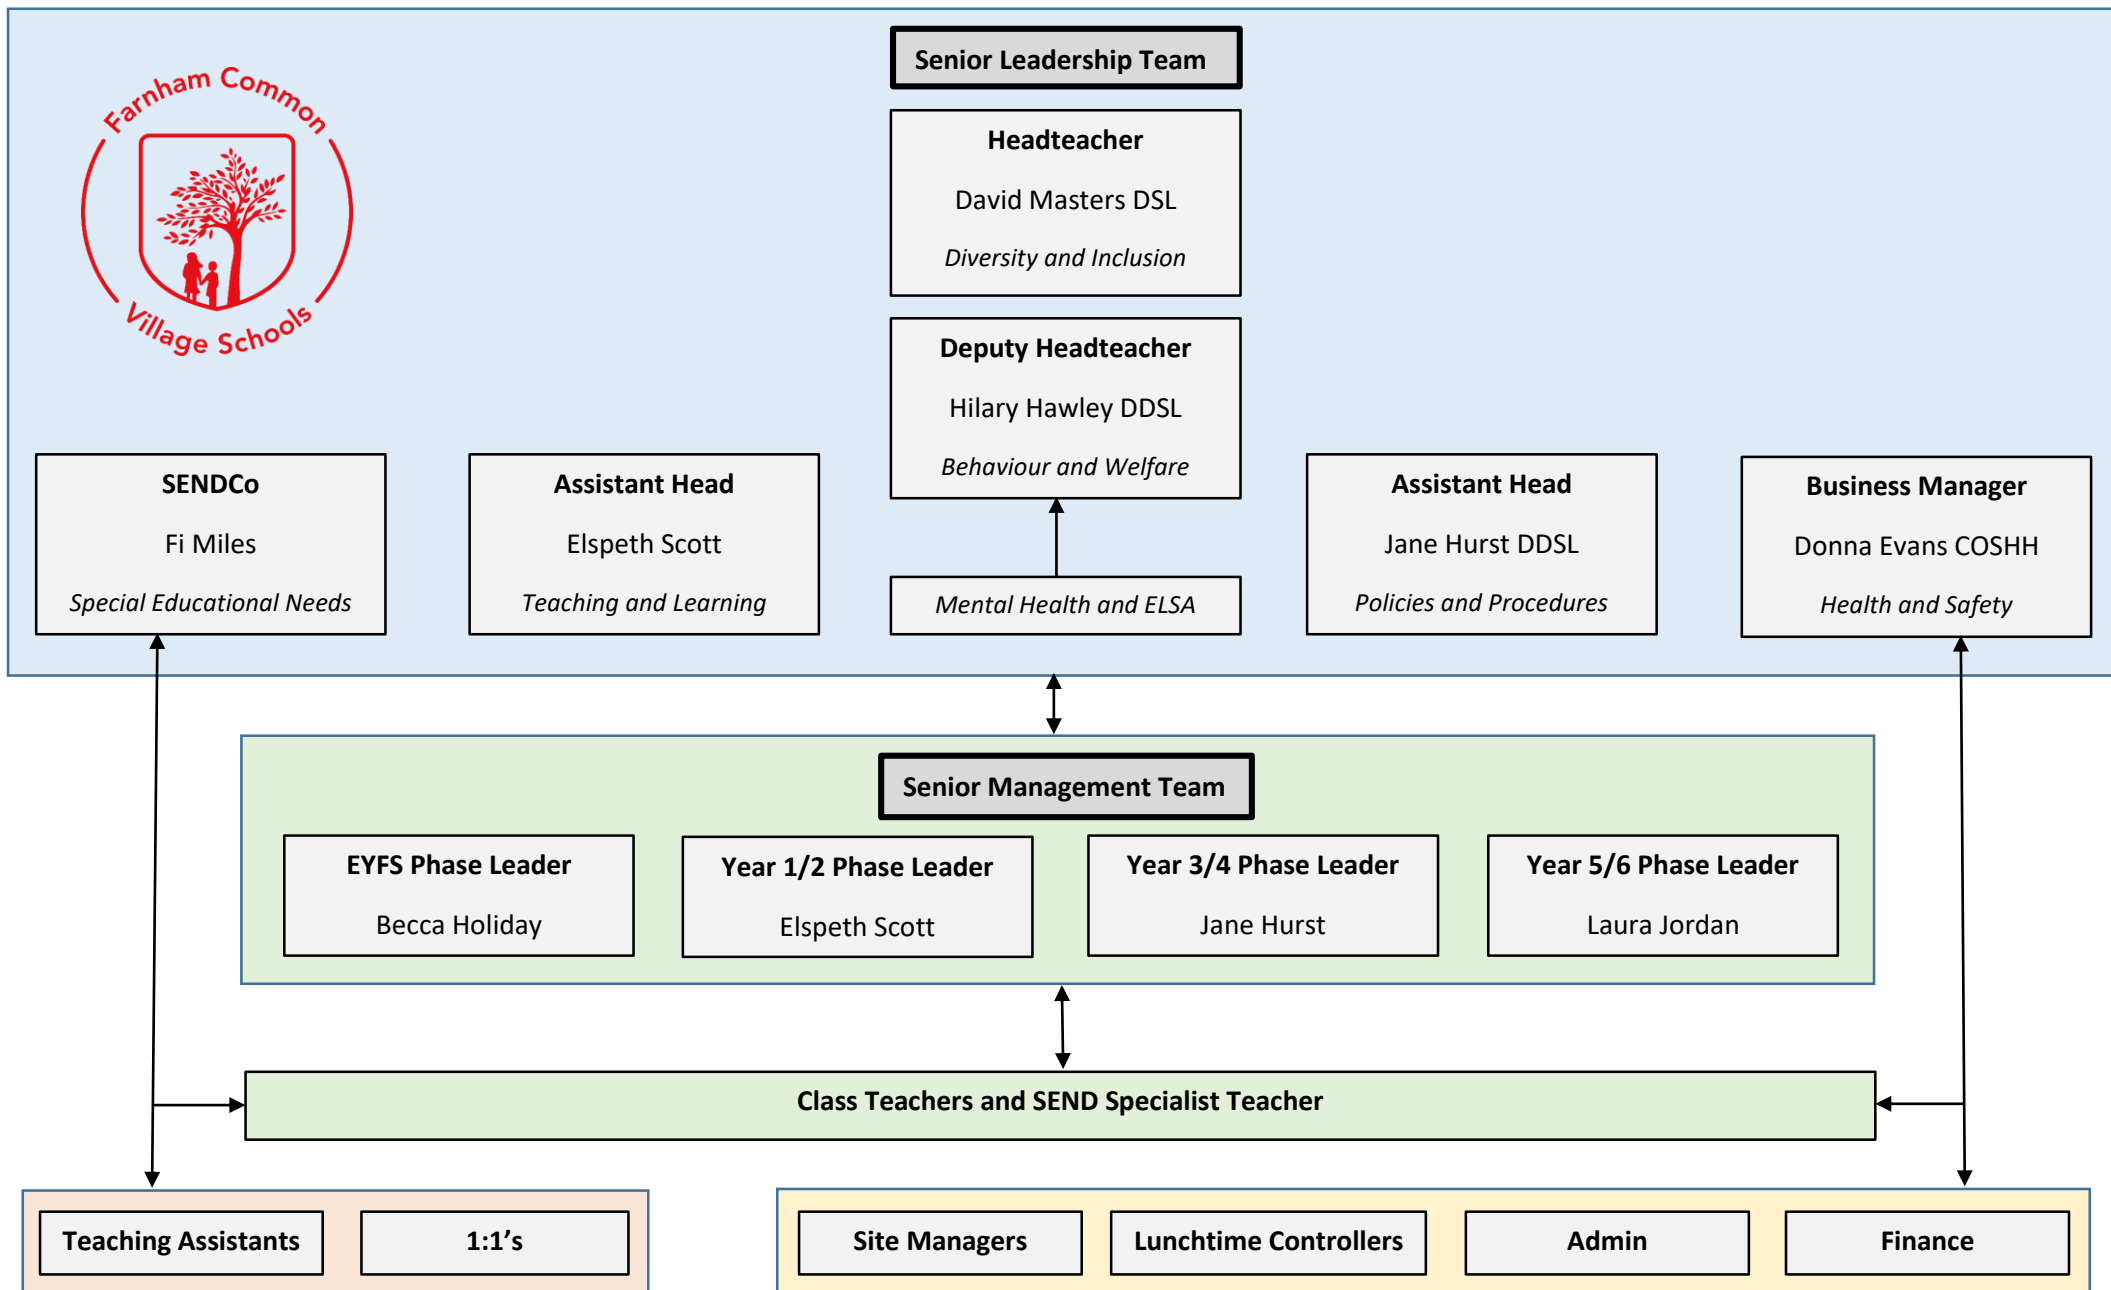 Farnham Common
Village Schools
Senior Leadership Team
Headteacher
David Masters DSL
Diversity and Inclusion
Deputy Headteacher
Hilary Hawley DDSL
Behaviour and Welfare
SENDCo
Fi Miles
Special Educational Needs
Assistant Head
Elspeth Scott
Teaching and Learning
Mental Health and ELSA
Assistant Head
Jane Hurst DDSL
Policies and Procedures
Business Manager
Donna Evans COSHH
Health and Safety
Senior Management Team
EYFS Phase Leader
Becca Holiday
Year 1/2 Phase Leader
Elspeth Scott
Year 3/4 Phase Leader
Jane Hurst
Year 5/6 Phase Leader
Laura Jordan
Class Teachers and SEND Specialist Teacher
Teaching Assistants
1:1’s
Site Managers
Lunchtime Controllers
Admin
Finance